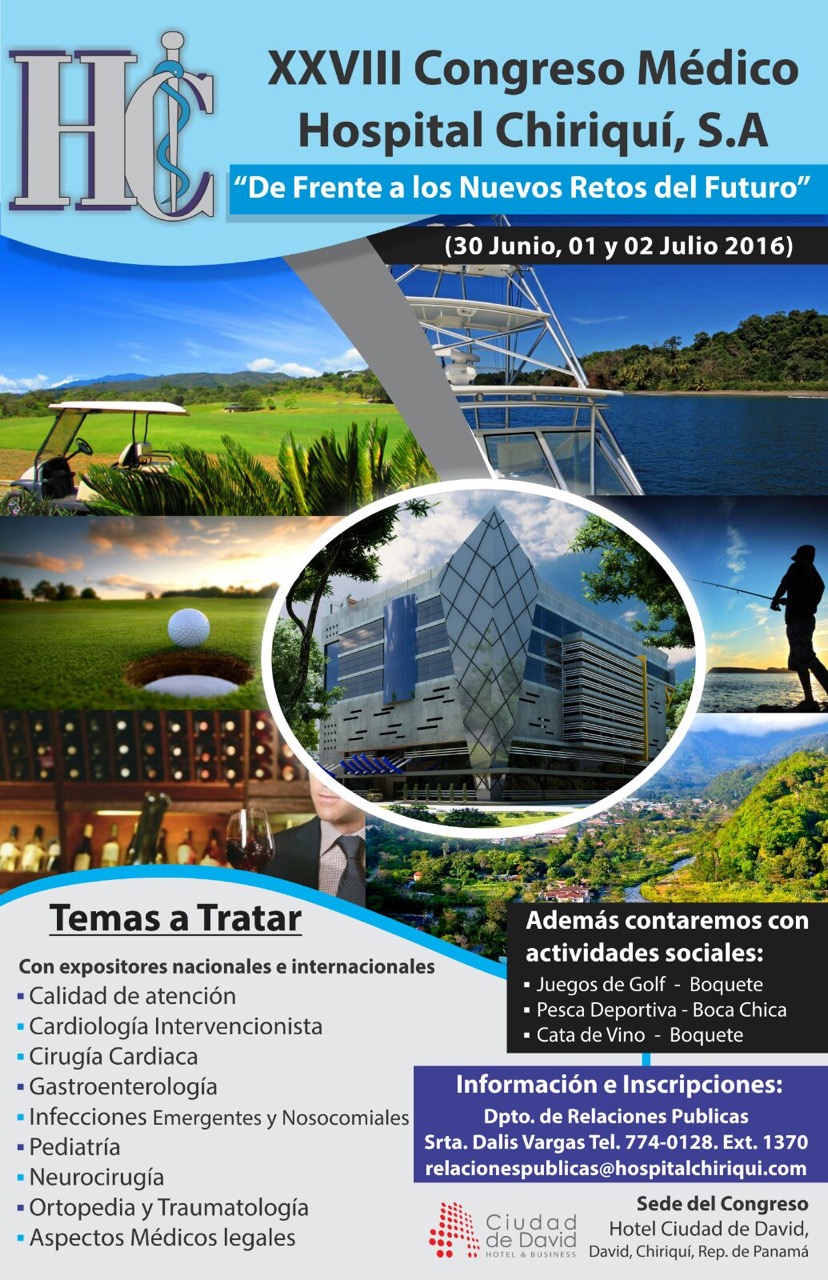 HC
XXVIII Congreso Médico
Hospital Chiriquí, S.A
“De Frente a los Nuevos Retos del Futuro”
(30 Junio, 01 y 02 Julio 2016)
Temas a Tratar
Con expositores nacionales e internacionales
▪ Calidad de atención
▪ Cardiología Intervencionista
▪ Cirugía Cardiaca
▪ Gastroenterología
▪ Infecciones Emergentes y Nosocomiales
▪ Pediatría
▪ Neurocirugía
▪ Ortopedia y Traumatología
▪ Aspectos Médicos legales
Además contaremos con
actividades sociales:
▪ Juegos de Golf - Boquete
▪ Pesca Deportiva - Boca Chica
▪ Cata de Vino - Boquete
Información e Inscripciones:
Dpto. de Relaciones Publicas
Srta. Dalis Vargas Tel. 774-0128. Ext. 1370
relacionespublicas@hospitalchiriqui.com
Ciudad
de David
HOTEL & BUSINESS
Sede del Congreso
Hotel Ciudad de David,
David, Chiriquí, Rep. de Panamá